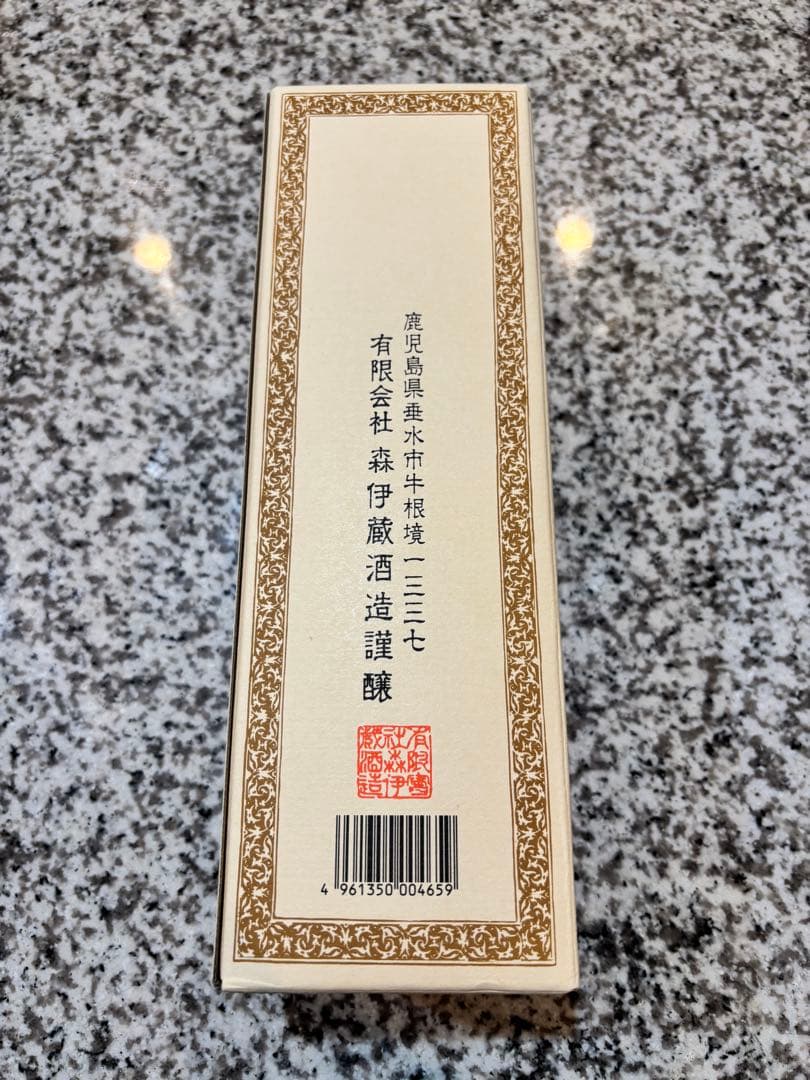 鹿児島県垂水市牛根境一三三七
有限会社 森伊蔵酒造謹醸
有限會
社森伊
蔵酒造
4 961350 004659